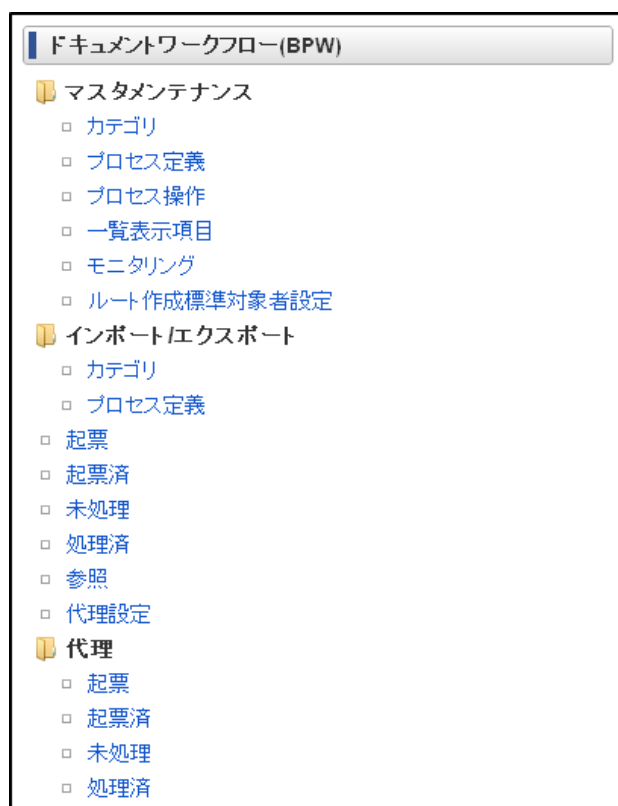 ドキュメントワークフロー(BPW)
マスタメンテナンス
カテゴリ
プロセス定義
プロセス操作
一覧表示項目
モニタリング
ルート作成標準対象者設定
インポート/エクスポート
カテゴリ
プロセス定義
起票
起票済
未処理
処理済
参照
代理設定
代理
起票
起票済
未処理
処理済